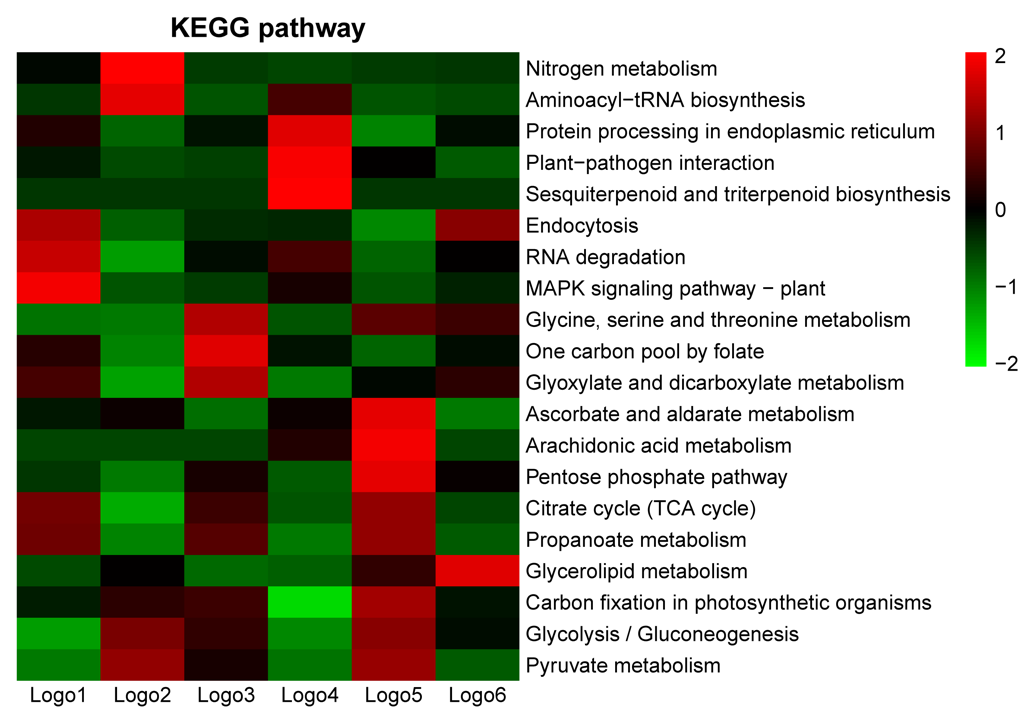 KEGG pathway
Nitrogen metabolism
Aminoacyl−tRNA biosynthesis
Protein processing in endoplasmic reticulum
Plant−pathogen interaction
Sesquiterpenoid and triterpenoid biosynthesis
Endocytosis
RNA degradation
MAPK signaling pathway − plant
Glycine, serine and threonine metabolism
One carbon pool by folate
Glyoxylate and dicarboxylate metabolism
Ascorbate and aldarate metabolism
Arachidonic acid metabolism
Pentose phosphate pathway
Citrate cycle (TCA cycle)
Propanoate metabolism
Glycerolipid metabolism
Carbon fixation in photosynthetic organisms
Glycolysis / Gluconeogenesis
Pyruvate metabolism
Logo1 Logo2 Logo3 Logo4 Logo5 Logo6
2
1
0
−1
−2